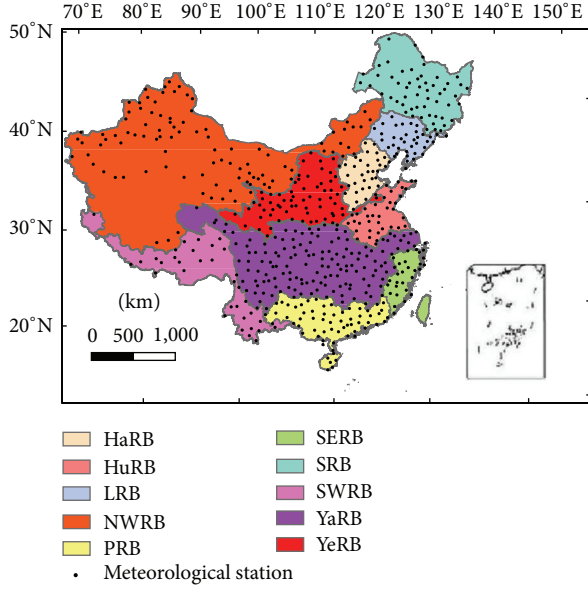 70°E 80°E 90°E 100°E 110°E 120°E 130°E 140°E 150°E
50°N
40°N
30°N
20°N
(km)
0 500 1,000
HaRB
HuRB
LRB
NWRB
PRB
SERB
SRB
SWRB
YaRB
YeRB
Meteorological station